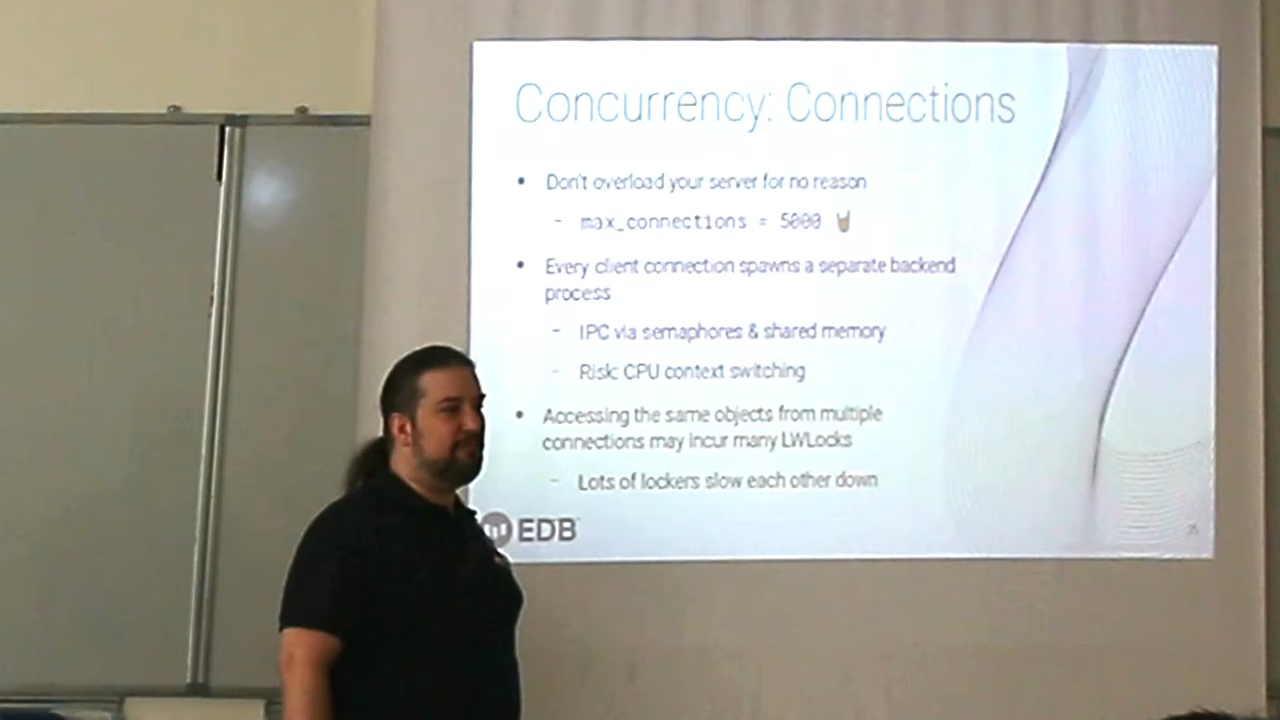 Concurrency: Connections
• Don't overload your server for no reason
- max_connections = 5000 🤘
• Every client connection spawns a separate backend
process
- IPC via semaphores & shared memory
- Risk: CPU context switching
• Accessing the same objects from multiple
connections may incur many LWLocks
- Lots of lockers slow each other down
EDB